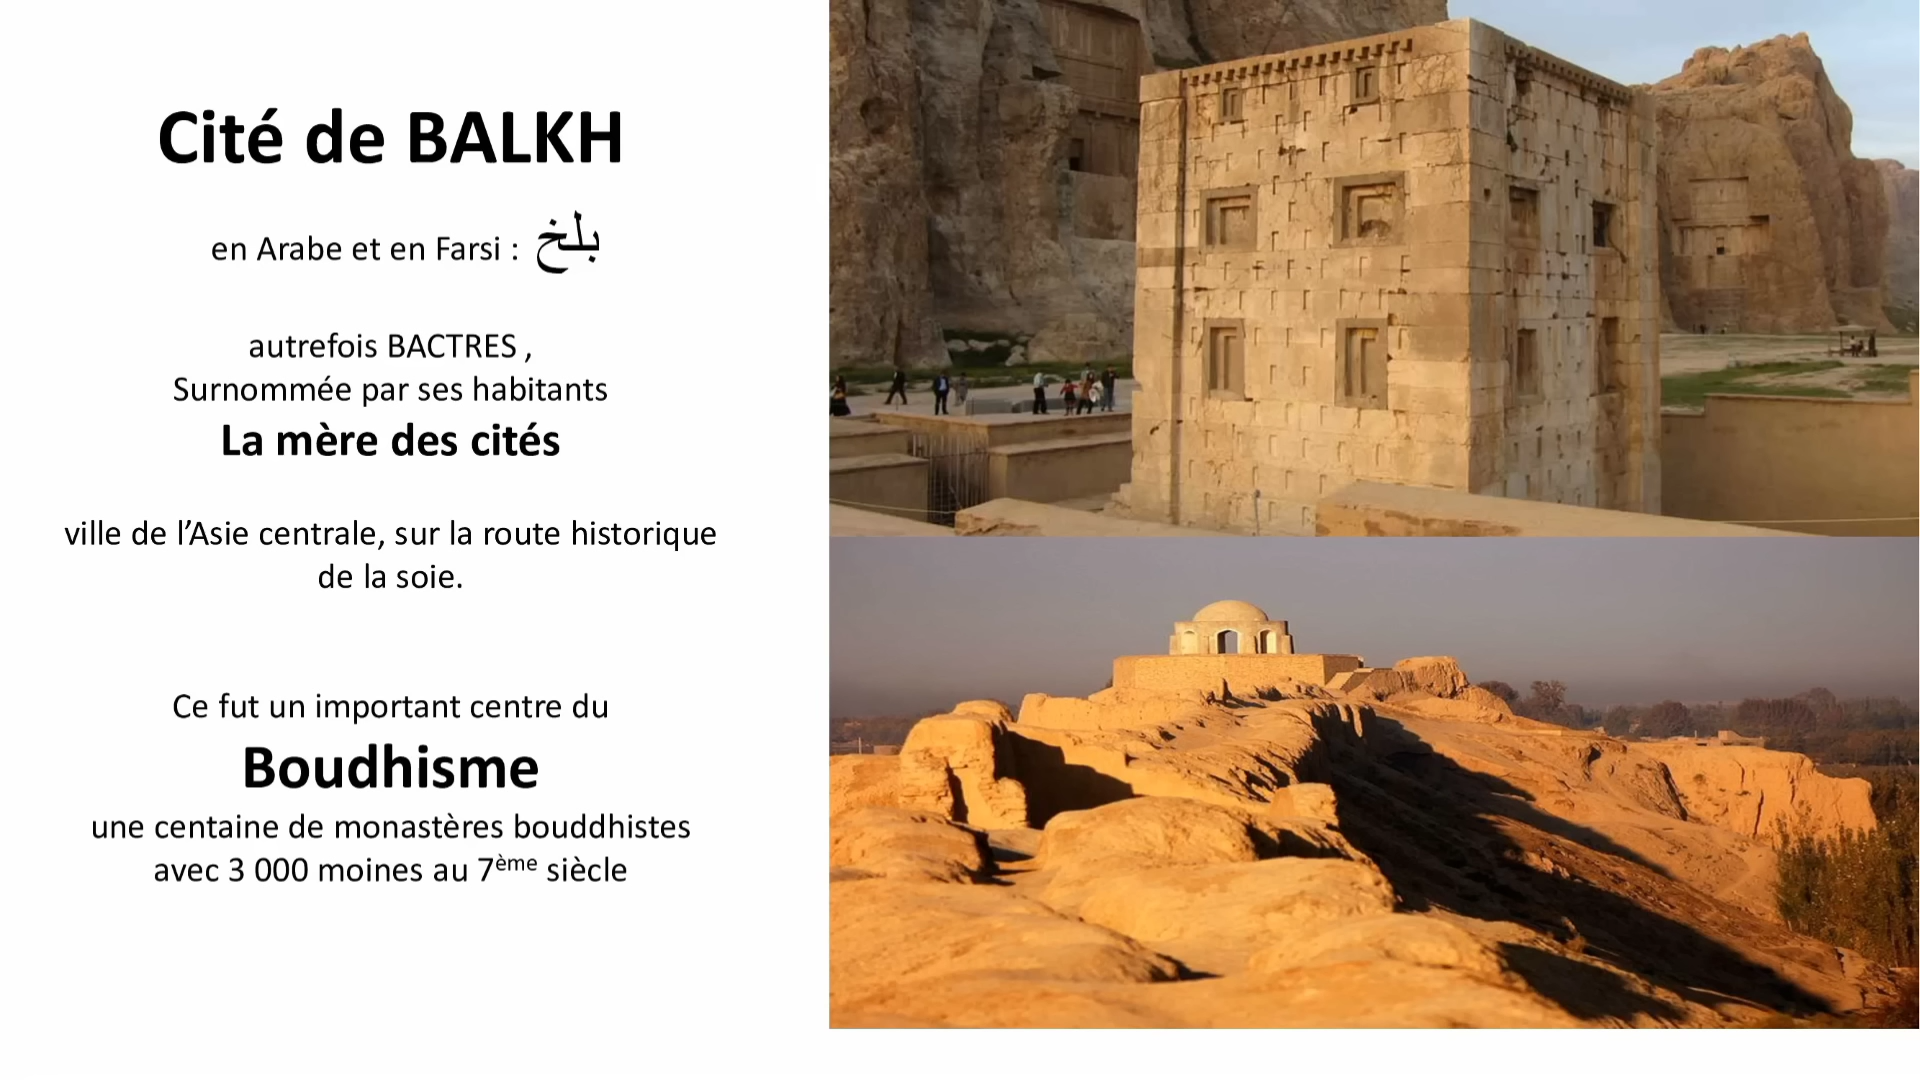 Cité de BALKH
en Arabe et en Farsi : بلخ
autrefois BACTRES ,
Surnommée par ses habitants
La mère des cités
ville de l’Asie centrale, sur la route historique
de la soie.
Ce fut un important centre du
Boudhisme
une centaine de monastères bouddhistes
avec 3 000 moines au 7ème siècle